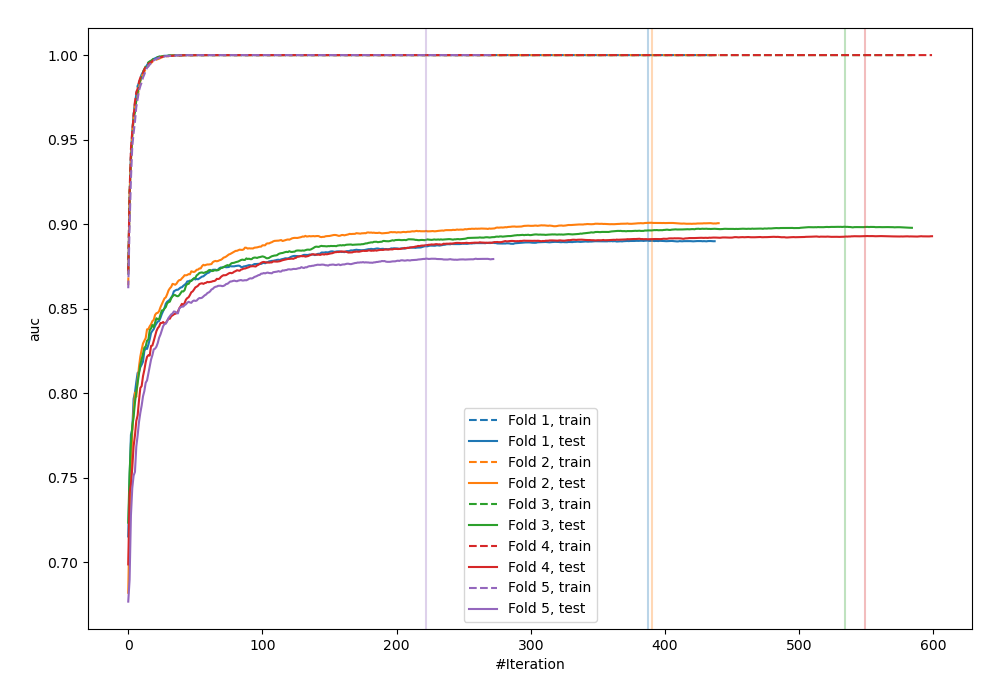 1.00
0.95
0.90
0.85
0.80
0.75
0.70
auc
Fold 1, train
Fold 1, test
Fold 2, train
Fold 2, test
Fold 3, train
Fold 3, test
Fold 4, train
Fold 4, test
Fold 5, train
Fold 5, test
0 100 200 300 400 500 600
#Iteration